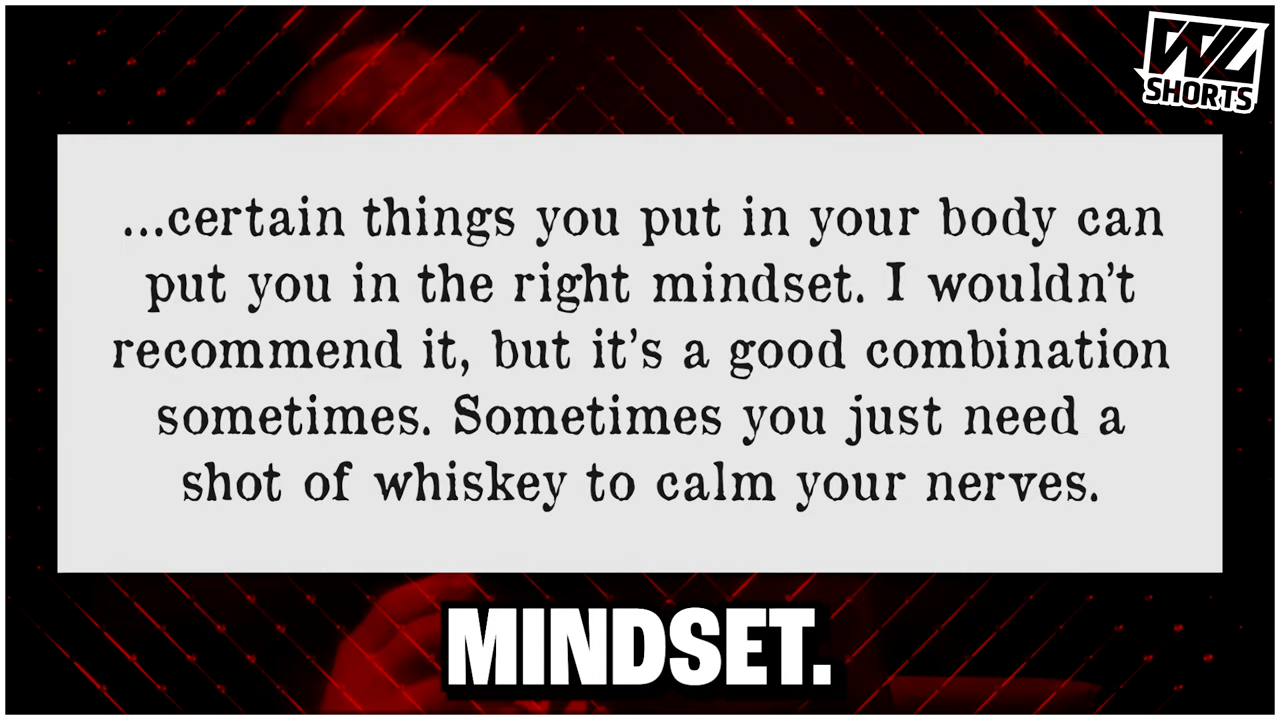 WL
SHORTS
...certain things you put in your body can
put you in the right mindset. I wouldn't
recommend it, but it's a good combination
sometimes. Sometimes you just need a
shot of whiskey to calm your nerves.
MINDSET.